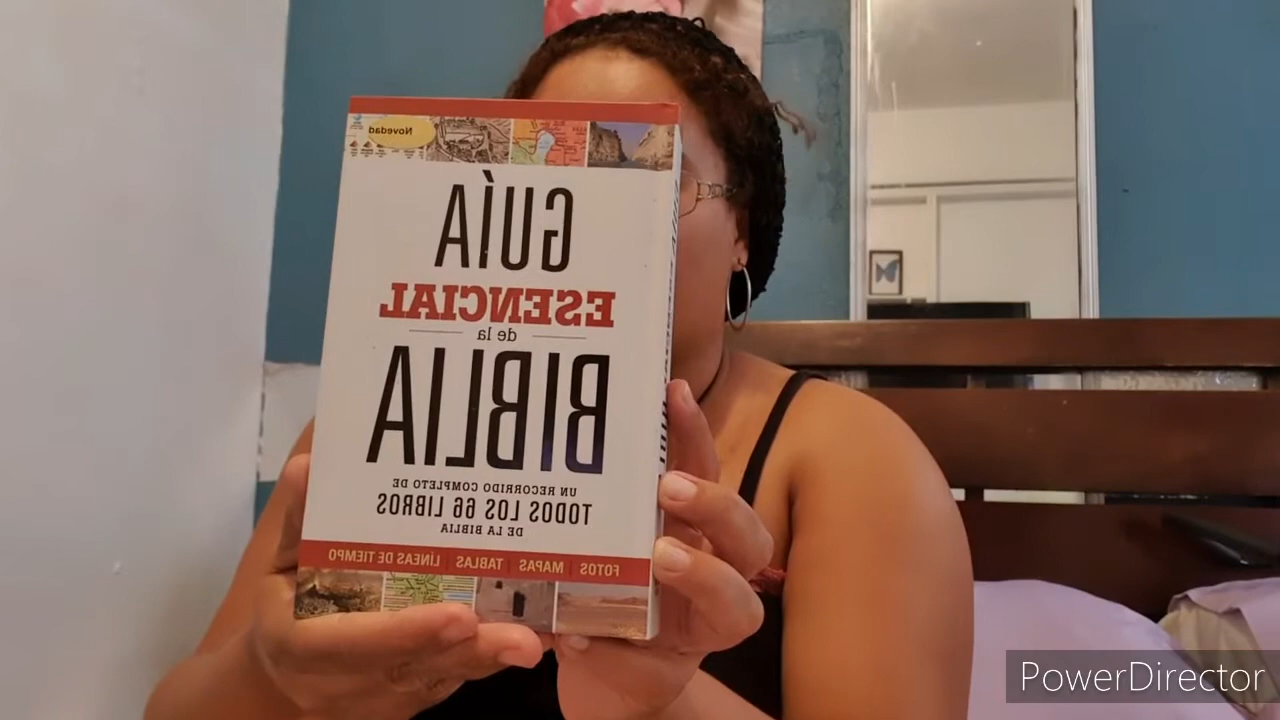 Novedad
GUÍA
ESENCIAL
de la
BIBLIA
UN RECORRIDO COMPLETO DE
TODOS LOS 66 LIBROS
DE LA BIBLIA
FOTOS MAPAS TABLAS LÍNEAS DE TIEMPO
PowerDirector